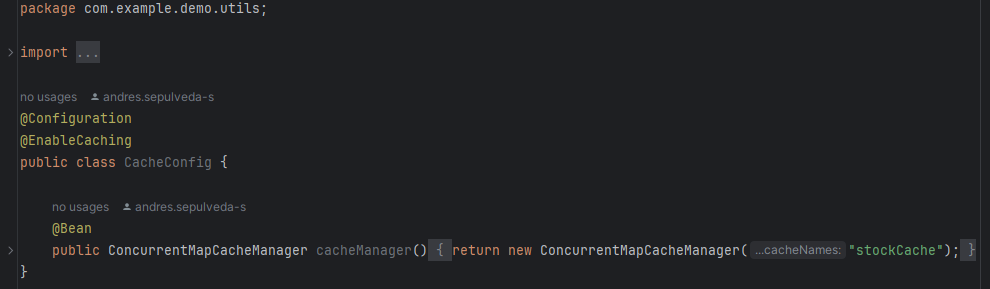 package com.example.demo.utils;
import ...
no usages andres.sepulveda-s
@Configuration
@EnableCaching
public class CacheConfig {
no usages andres.sepulveda-s
@Bean
public ConcurrentMapCacheManager cacheManager() { return new ConcurrentMapCacheManager( ...cacheNames: "stockCache"); }
}